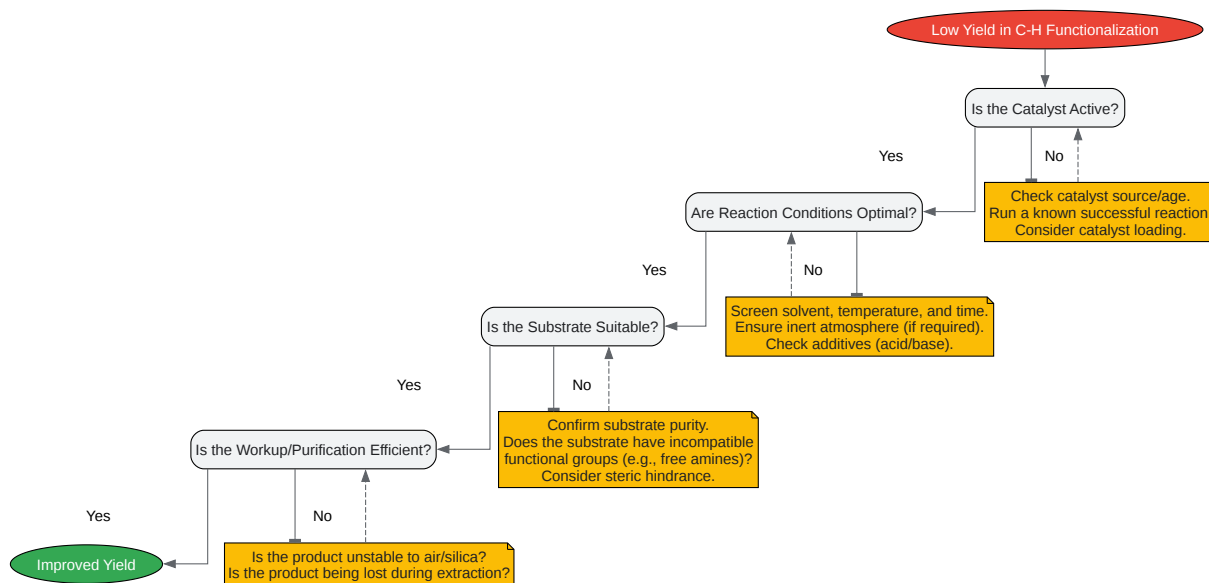 Low Yield in C-H Functionalization
Is the Catalyst Active?
Yes
No
Check catalyst source/age.
Run a known successful reaction
Consider catalyst loading.
Are Reaction Conditions Optimal?
Yes
No
Screen solvent, temperature, and time.
Ensure inert atmosphere (if required).
Check additives (acid/base).
Is the Substrate Suitable?
Yes
No
Confirm substrate purity.
Does the substrate have incompatible
functional groups (e.g., free amines)?
Consider steric hindrance.
Is the Workup/Purification Efficient?
Yes
No
Is the product unstable to air/silica?
Is the product being lost during extraction?
Improved Yield